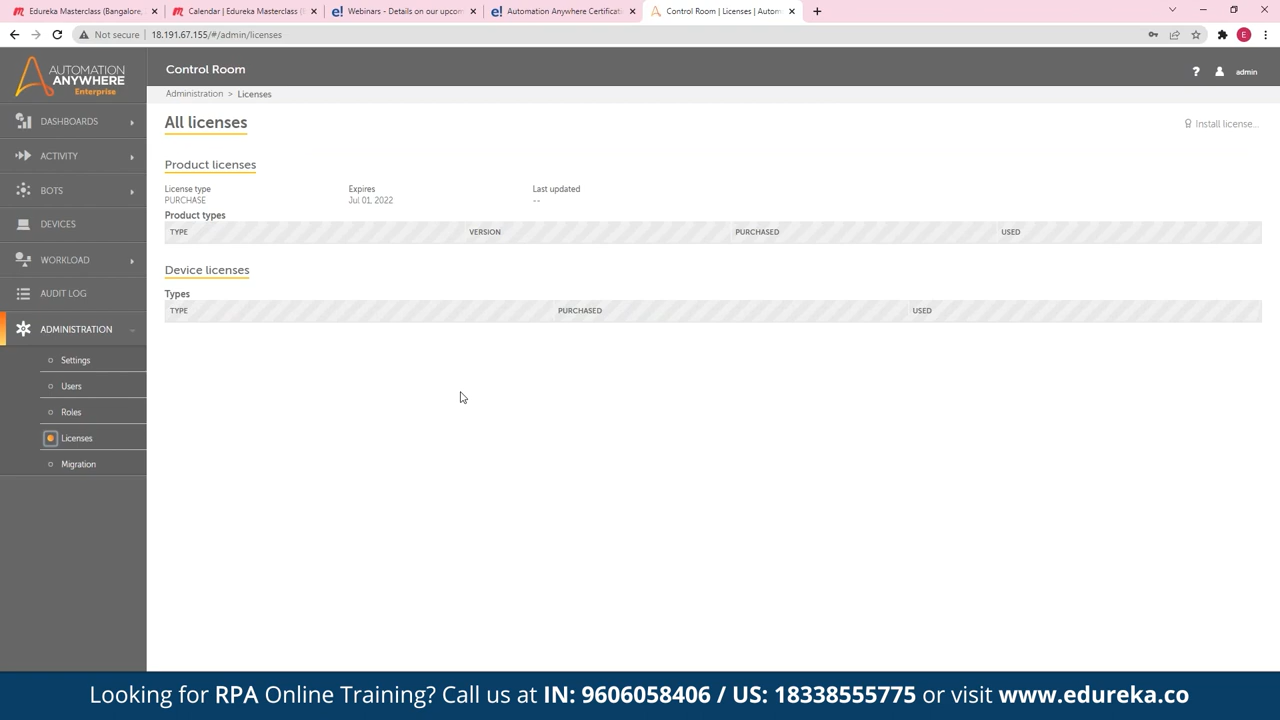 Edureka Masterclass (Bangalore,
Calendar | Edureka Masterclass (
Webinars - Details on our upcom
Automation Anywhere Certificati
Control Room | Licenses | Autom
Not secure
18.191.67.155/#/admin/licenses
E
AUTOMATION
ANYWHERE
Enterprise
Control Room
? admin
Administration > Licenses
DASHBOARDS
ACTIVITY
BOTS
DEVICES
WORKLOAD
AUDIT LOG
ADMINISTRATION
Settings
Users
Roles
Licenses
Migration
All licenses
Install license...
Product licenses
License type Expires Last updated
PURCHASE Jul 01, 2022 --
Product types
TYPE VERSION PURCHASED USED
Device licenses
Types
TYPE PURCHASED USED
Looking for RPA Online Training? Call us at IN: 9606058406 / US: 18338555775 or visit www.edureka.co